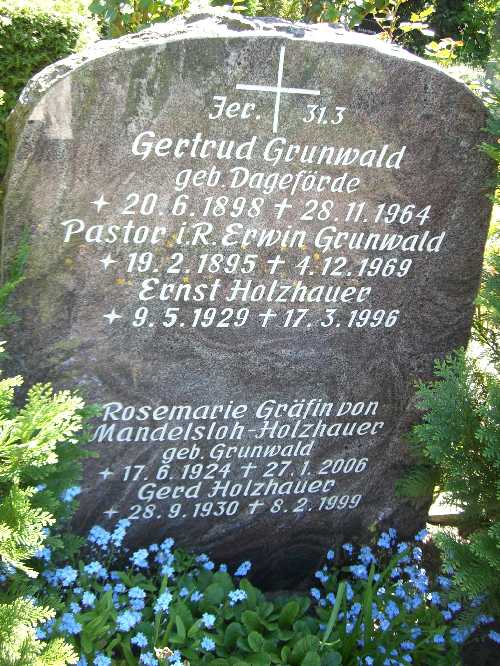 Jer. 31.3
Gertrud Grunwald
geb. Dageförde
✦ 20.6.1898 ✝ 28.11.1964
Pastor i.R. Erwin Grunwald
✦ 19.2.1895 ✝ 4.12.1969
Ernst Holzhauer
✦ 9.5.1929 ✝ 17.3.1996
Rosemarie Gräfin von
Mandelsloh-Holzhauer
geb. Grunwald
✦ 17.6.1924 ✝ 27.1.2006
Gerd Holzhauer
✦ 28.9.1930 ✝ 8.2.1999